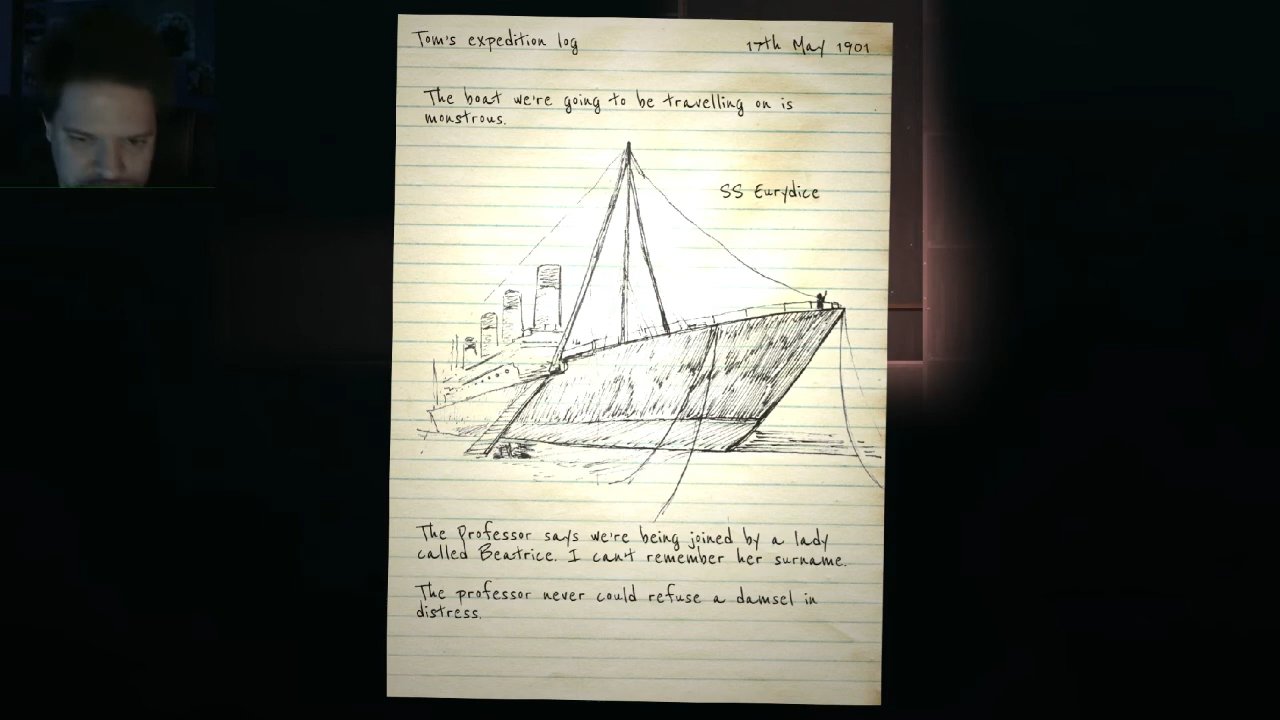 Tom's expedition log
17th May 1901
The boat we're going to be travelling on is
monstrous.
SS Eurydice
The Professor says we're being joined by a lady
called Beatrice. I can't remember her surname.
The professor never could refuse a damsel in
distress.